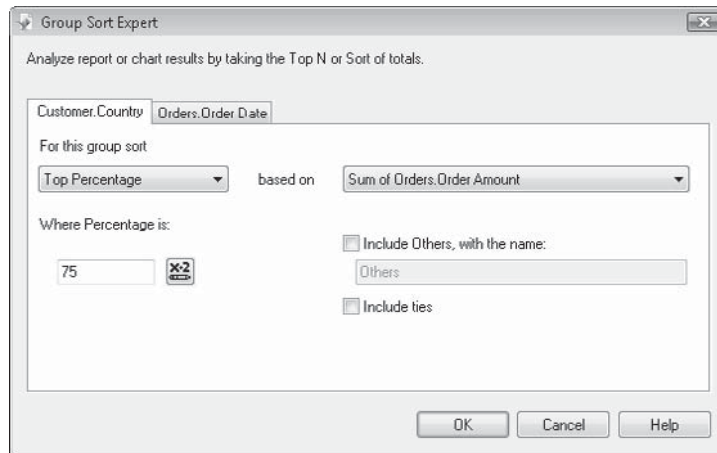 Group Sort Expert
Analyze report or chart results by taking the Top N or Sort of totals.
Customer.Country Orders.Order Date
For this group sort
Top Percentage based on Sum of Orders.Order Amount
Where Percentage is:
Include Others, with the name:
75 x-2 Others
Include ties
OK Cancel Help